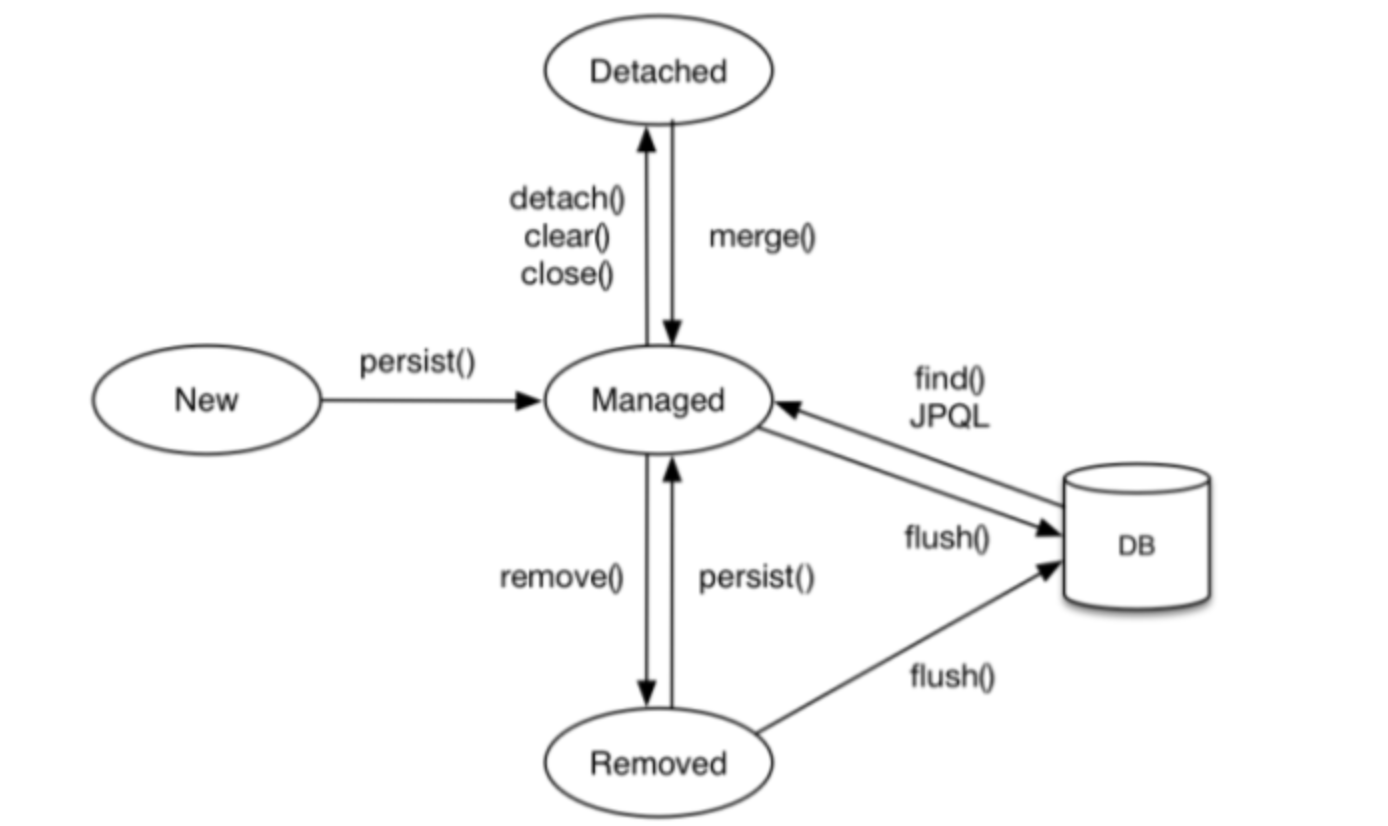 Detached
detach()
clear()
close()
merge()
persist()
New
Managed
find()
JPQL
flush()
DB
remove()
persist()
flush()
Removed